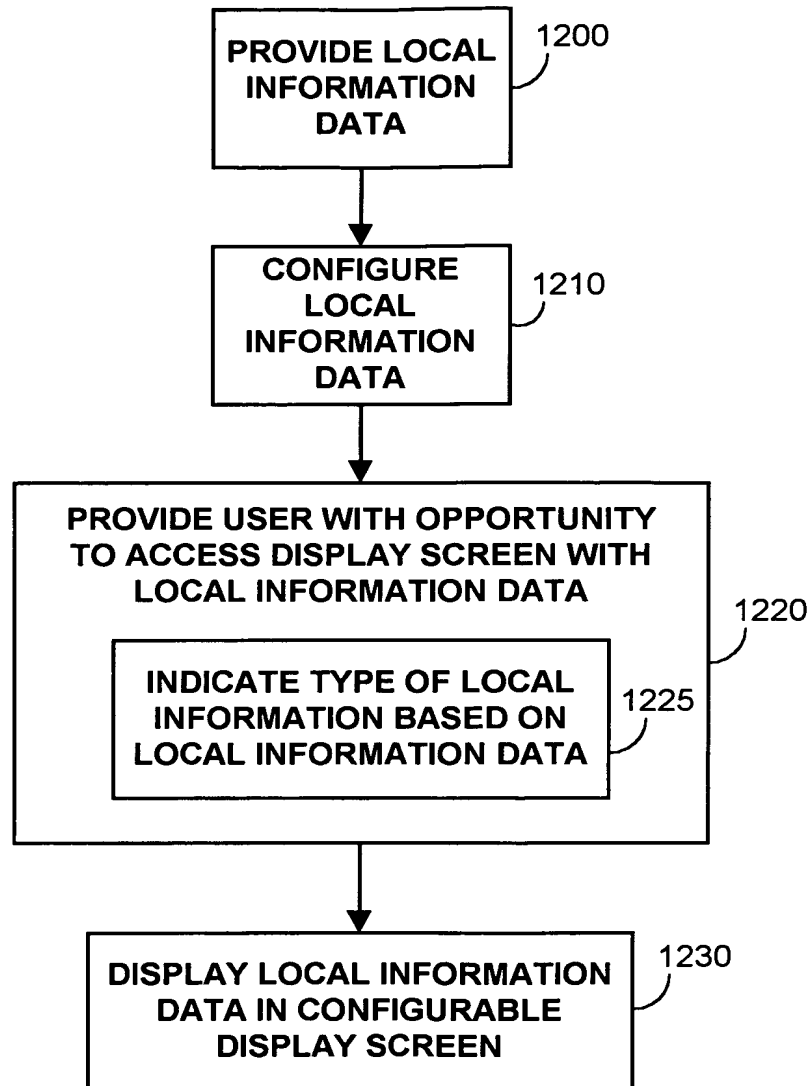 1200
PROVIDE LOCAL
INFORMATION
DATA
1210
CONFIGURE
LOCAL
INFORMATION
DATA
PROVIDE USER WITH OPPORTUNITY
TO ACCESS DISPLAY SCREEN WITH
LOCAL INFORMATION DATA
1220
INDICATE TYPE OF LOCAL
INFORMATION BASED ON
LOCAL INFORMATION DATA
1225
1230
DISPLAY LOCAL INFORMATION
DATA IN CONFIGURABLE
DISPLAY SCREEN